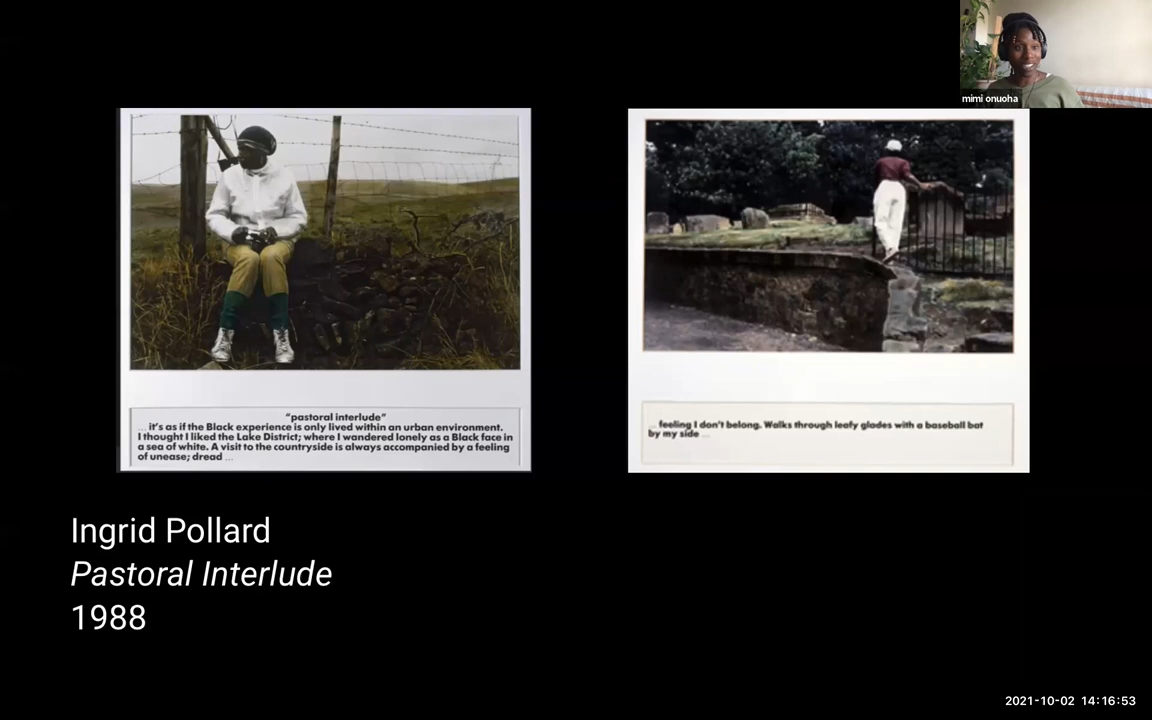 mimi onuoha
"pastoral interlude"
... it's as if the Black experience is only lived within an urban environment.
I thought I liked the Lake District; where I wandered lonely as a Black face in
a sea of white. A visit to the countryside is always accompanied by a feeling
of unease; dread ...
... feeling I don't belong. Walks through leafy glades with a baseball bat
by my side ...
Ingrid Pollard
Pastoral Interlude
1988
2021-10-02 14:16:53